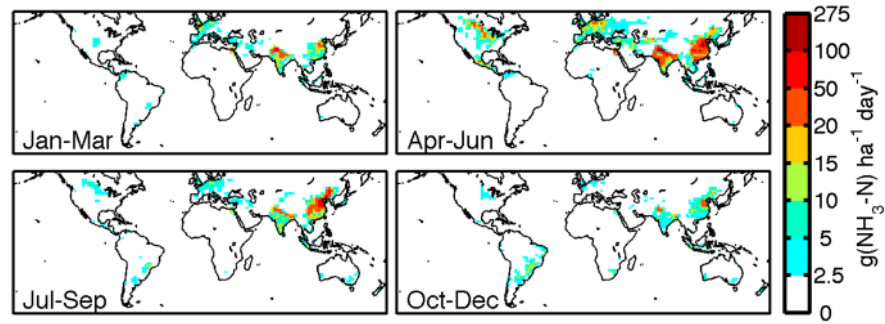 Jan-Mar
Apr-Jun
Jul-Sep
Oct-Dec
275
100
50
20
15
10
5
2.5
0
g(NH₃-N) ha⁻¹ day⁻¹